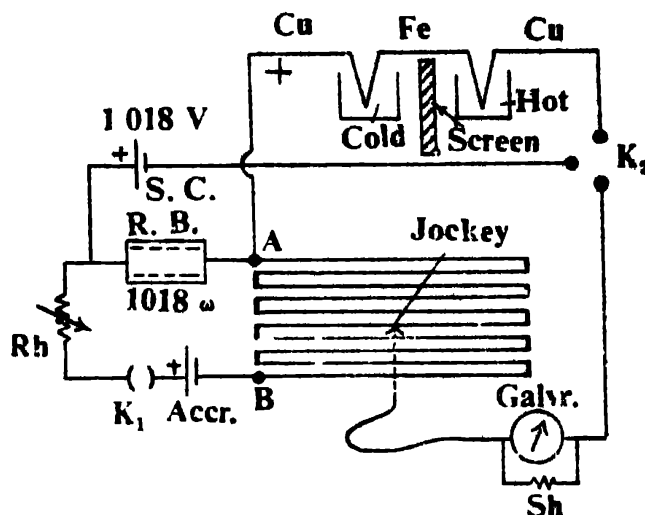 Cu Fe Cu
+
Hot
Cold Screen
1 018 V
+
S. C.
K₂
R. B.
A
Jockey
1018 ω
Rh
+
K₁ Accr. B
Galvr.
Sh